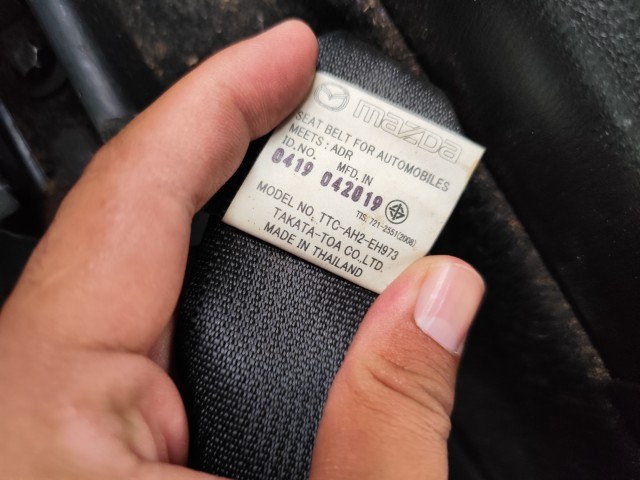 mazda
SEAT BELT FOR AUTOMOBILES
MEETS: ADR
ID.NO. MFD. IN
0419 042019
TIS. 721-2551(2008)
MODEL NO. TTC-AH2-EH973
TAKATA-TOA CO.,LTD.
MADE IN THAILAND